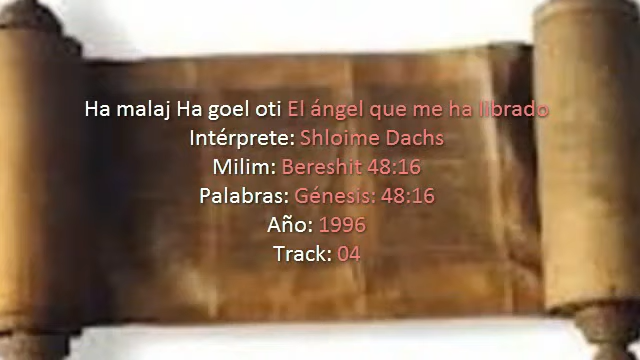 Ha malaj Ha goel oti El ángel que me ha librado
Intérprete: Shloime Dachs
Milim: Bereshit 48:16
Palabras: Génesis: 48:16
Año: 1996
Track: 04